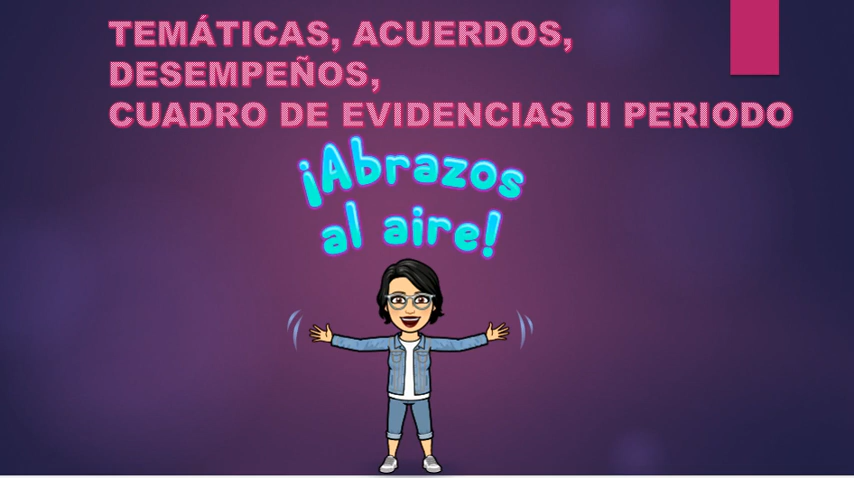 TEMÁTICAS, ACUERDOS,
DESEMPEÑOS,
CUADRO DE EVIDENCIAS II PERIODO
¡Abrazos
al aire!